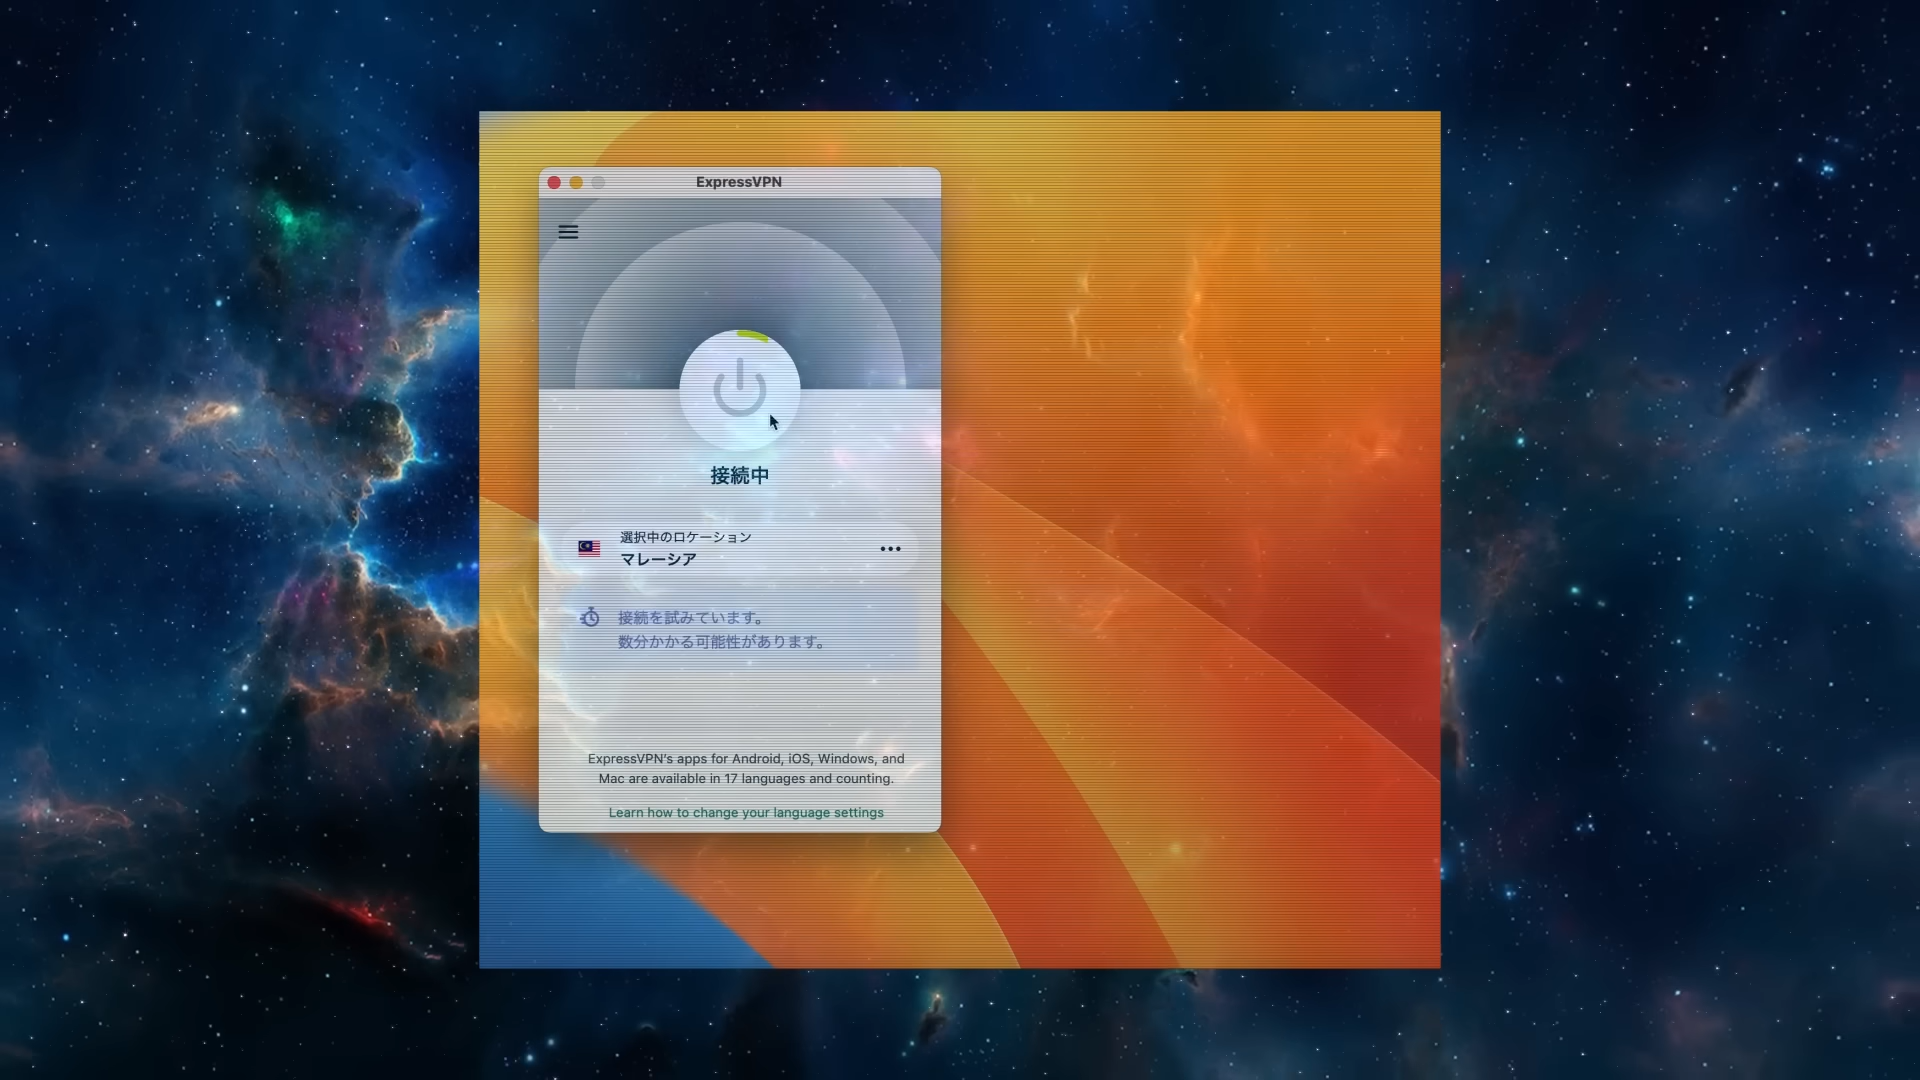 ExpressVPN
接続中
選択中のロケーション
マレーシア
接続を試みています。
数分かかる可能性があります。
ExpressVPN's apps for Android, iOS, Windows, and
Mac are available in 17 languages and counting.
Learn how to change your language settings